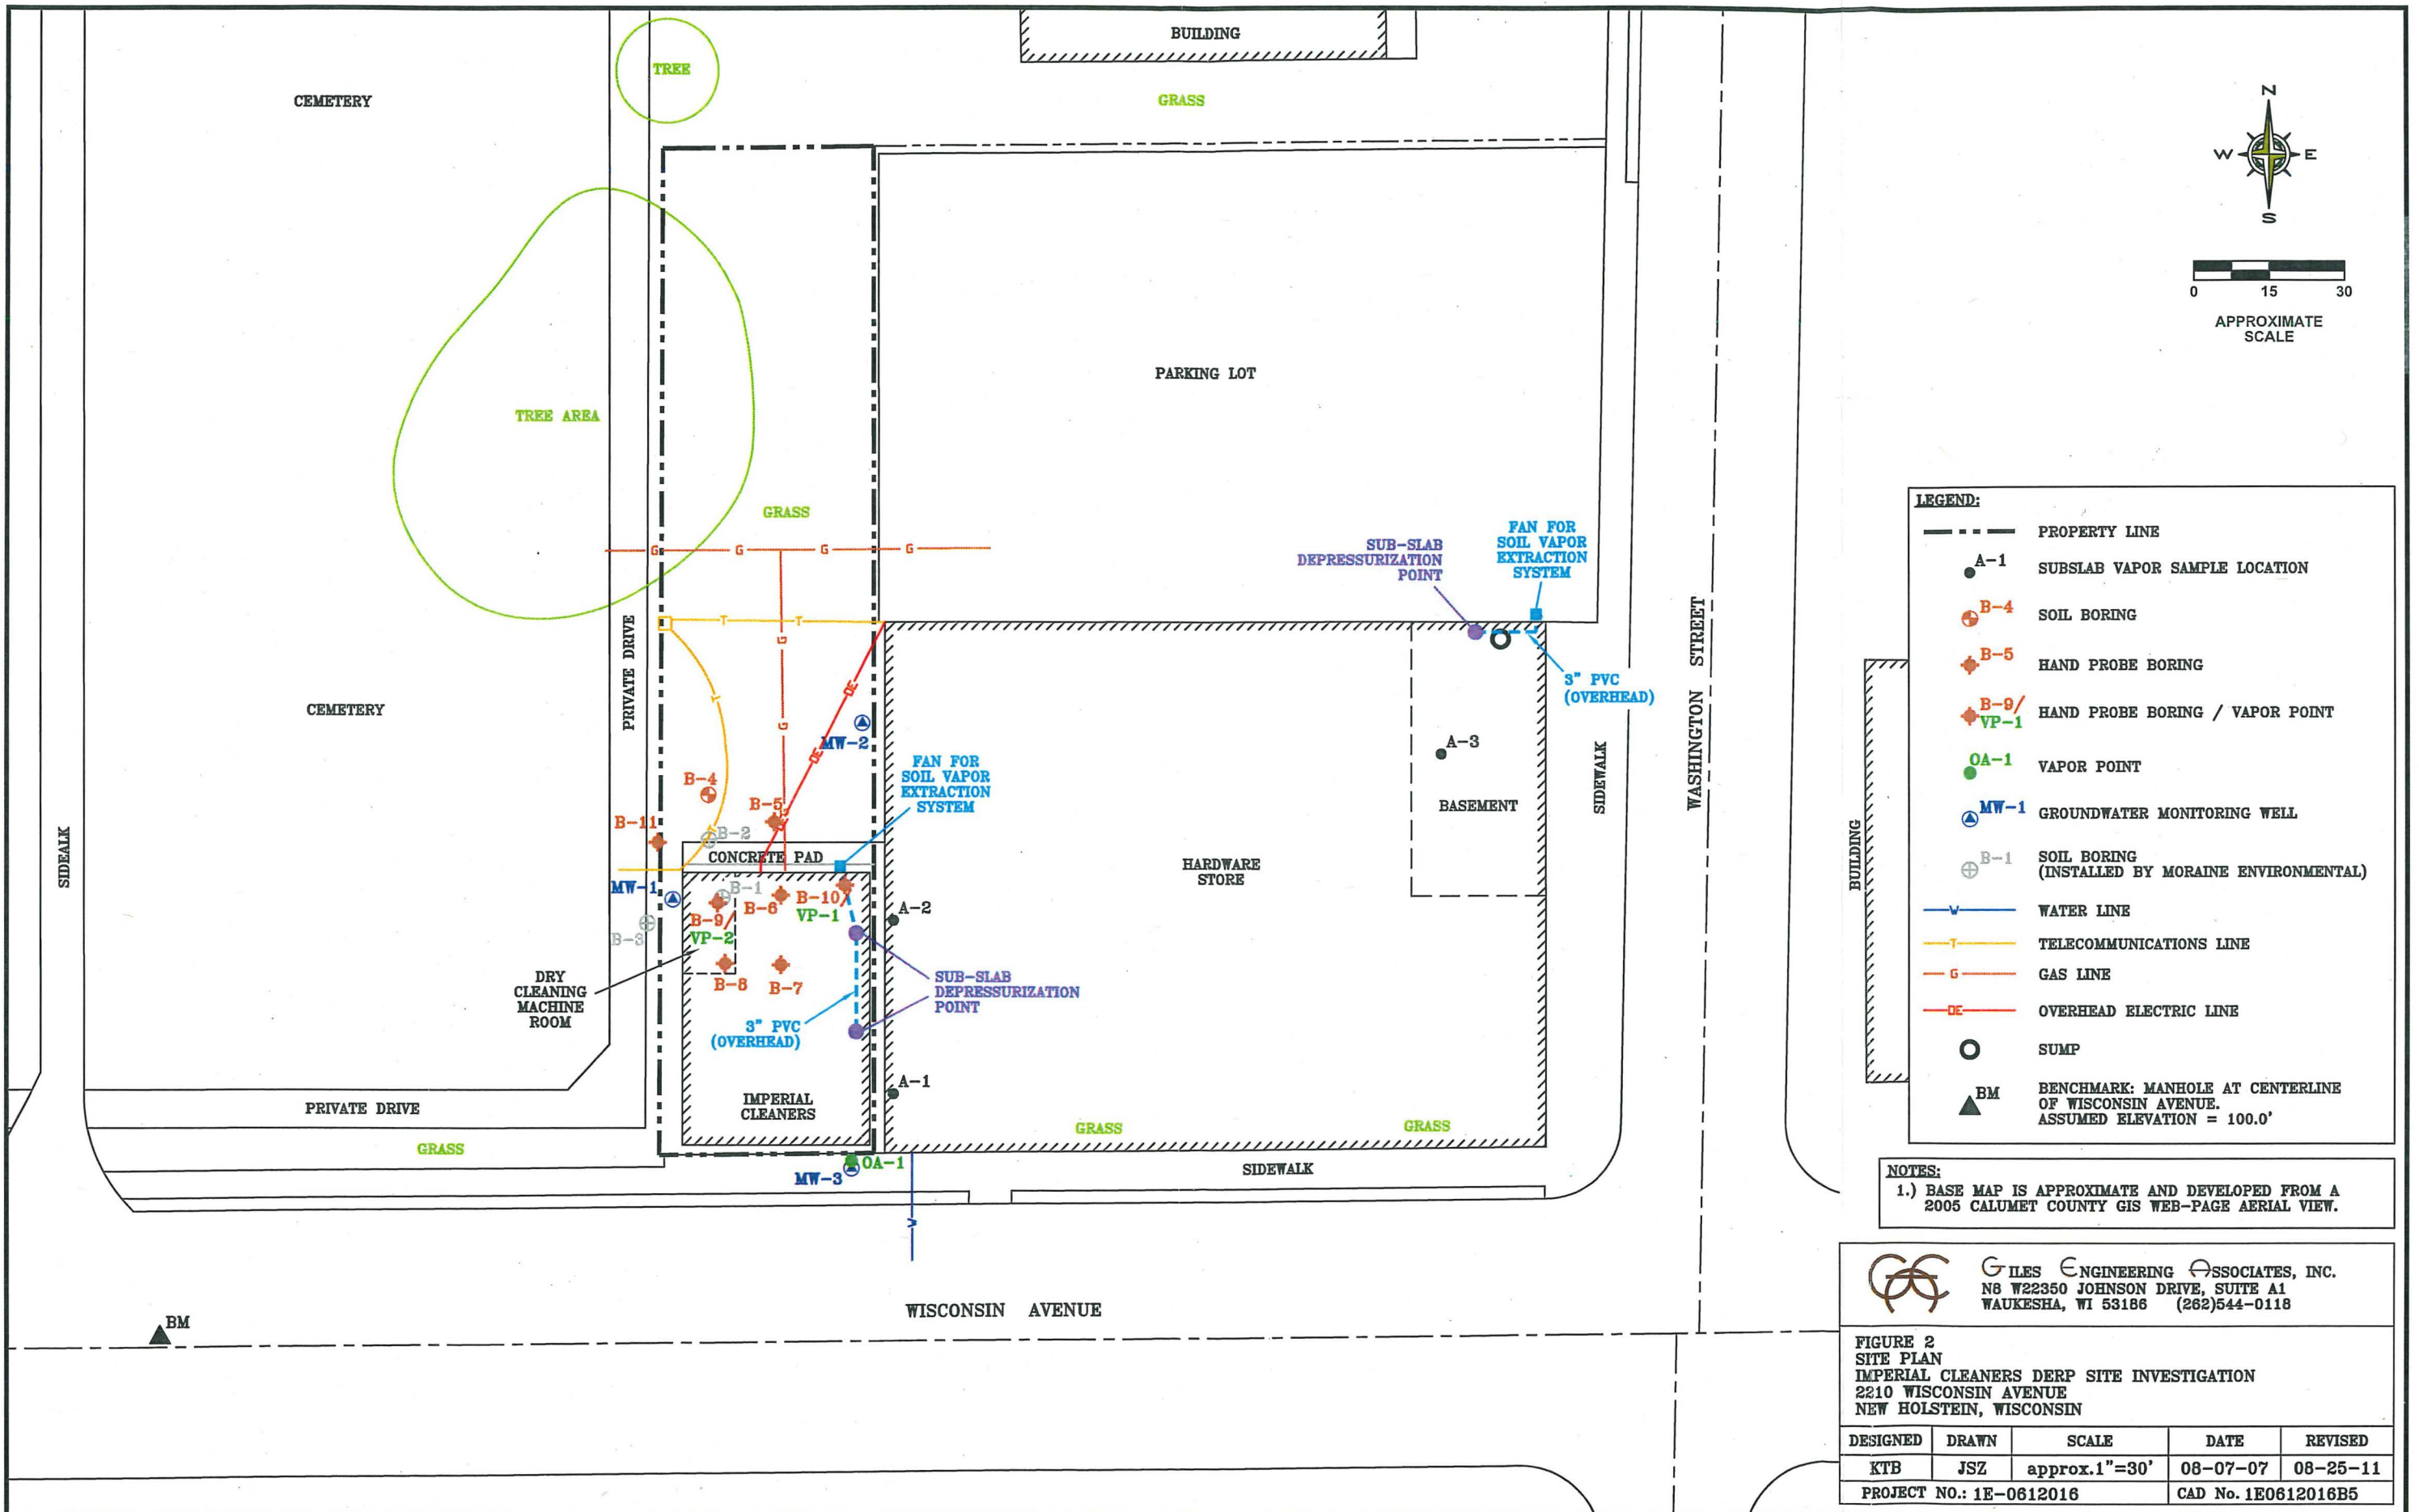 BUILDING
TREE
CEMETERY
GRASS
N
W E
S
0 15 30
APPROXIMATE
SCALE
PARKING LOT
TREE AREA
GRASS
G G G G
FAN FOR
SOIL VAPOR
EXTRACTION
SYSTEM
SUB-SLAB
DEPRESSURIZATION
POINT
3" PVC
(OVERHEAD)
T T
G
T
G
OE
OE
PRIVATE DRIVE
CEMETERY
MW-2
FAN FOR
SOIL VAPOR
EXTRACTION
SYSTEM
A-3
BASEMENT
SIDEWALK
WASHINGTON STREET
BUILDING
B-4
B-5
B-11
B-2
T
CONCRETE PAD
HARDWARE
STORE
SIDEALK
MW-1
B-1
B-6
B-10/
VP-1
B-9/
VP-2
B-3
A-2
DRY
CLEANING
MACHINE
ROOM
B-8
B-7
SUB-SLAB
DEPRESSURIZATION
POINT
3" PVC
(OVERHEAD)
A-1
IMPERIAL
CLEANERS
PRIVATE DRIVE
GRASS
GRASS
GRASS
OA-1
MW-3
SIDEWALK
W
WISCONSIN AVENUE
BM
LEGEND:
PROPERTY LINE
A-1
SUBSLAB VAPOR SAMPLE LOCATION
B-4
SOIL BORING
B-5
HAND PROBE BORING
B-9/
VP-1
HAND PROBE BORING / VAPOR POINT
OA-1
VAPOR POINT
MW-1
GROUNDWATER MONITORING WELL
B-1
SOIL BORING
(INSTALLED BY MORAINE ENVIRONMENTAL)
W
WATER LINE
T
TELECOMMUNICATIONS LINE
G
GAS LINE
OE
OVERHEAD ELECTRIC LINE
SUMP
BM
BENCHMARK: MANHOLE AT CENTERLINE
OF WISCONSIN AVENUE.
ASSUMED ELEVATION = 100.0'
NOTES:
1.) BASE MAP IS APPROXIMATE AND DEVELOPED FROM A
2005 CALUMET COUNTY GIS WEB-PAGE AERIAL VIEW.
GILES ENGINEERING ASSOCIATES, INC.
N8 W22350 JOHNSON DRIVE, SUITE A1
WAUKESHA, WI 53186 (262)544-0118
FIGURE 2
SITE PLAN
IMPERIAL CLEANERS DERP SITE INVESTIGATION
2210 WISCONSIN AVENUE
NEW HOLSTEIN, WISCONSIN
DESIGNED DRAWN SCALE DATE REVISED
KTB JSZ approx.1"=30' 08-07-07 08-25-11
PROJECT NO.: 1E-0612016 CAD No. 1E0612016B5